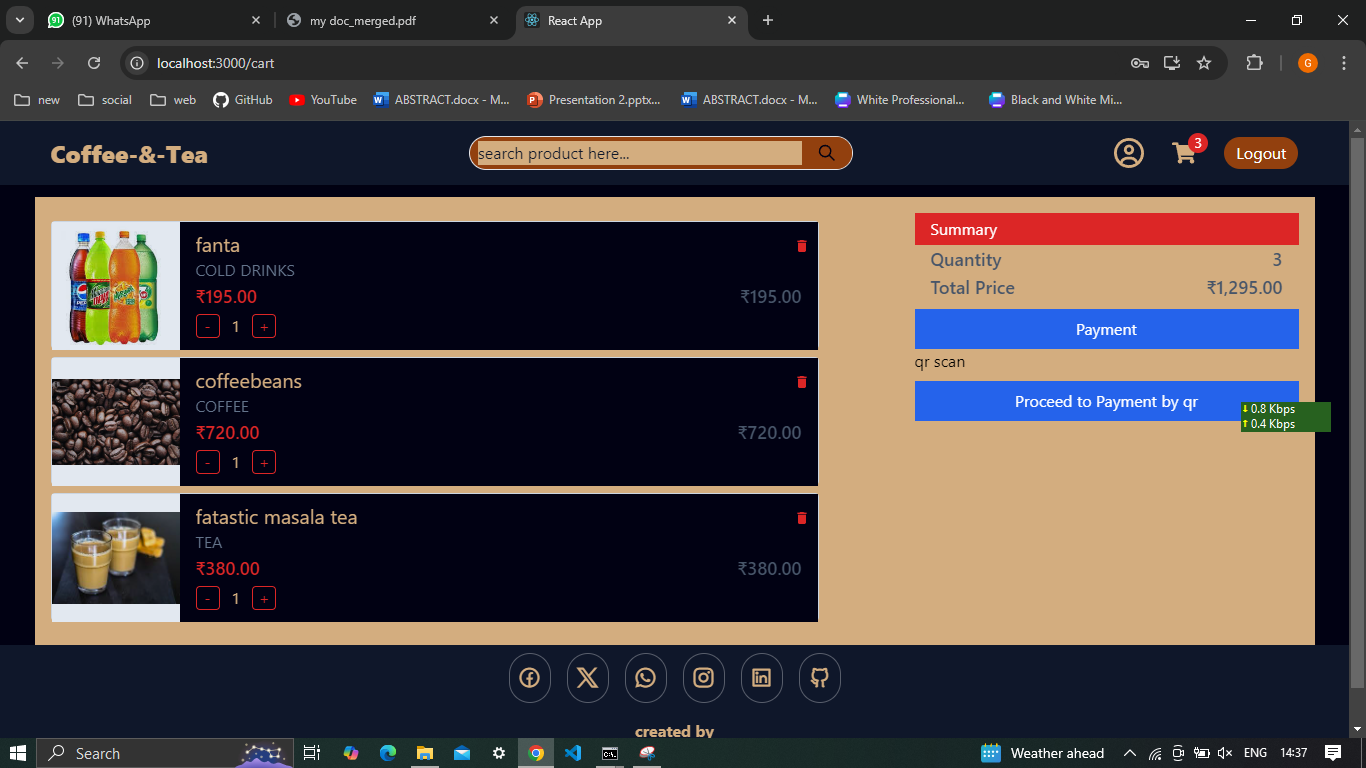 (91) WhatsApp
my doc_merged.pdf
React App
localhost:3000/cart
G
new
social
web
GitHub
YouTube
ABSTRACT.docx - M...
Presentation 2.pptx...
ABSTRACT.docx - M...
White Professional...
Black and White Mi...
Coffee-&-Tea
search product here...
3
Logout
fanta
COLD DRINKS
₹195.00
₹195.00
- 1 +
coffeebeans
COFFEE
₹720.00
₹720.00
- 1 +
fatastic masala tea
TEA
₹380.00
₹380.00
- 1 +
Summary
Quantity 3
Total Price ₹1,295.00
Payment
qr scan
Proceed to Payment by qr
0.8 Kbps
0.4 Kbps
created by
Search
Weather ahead
ENG
14:37